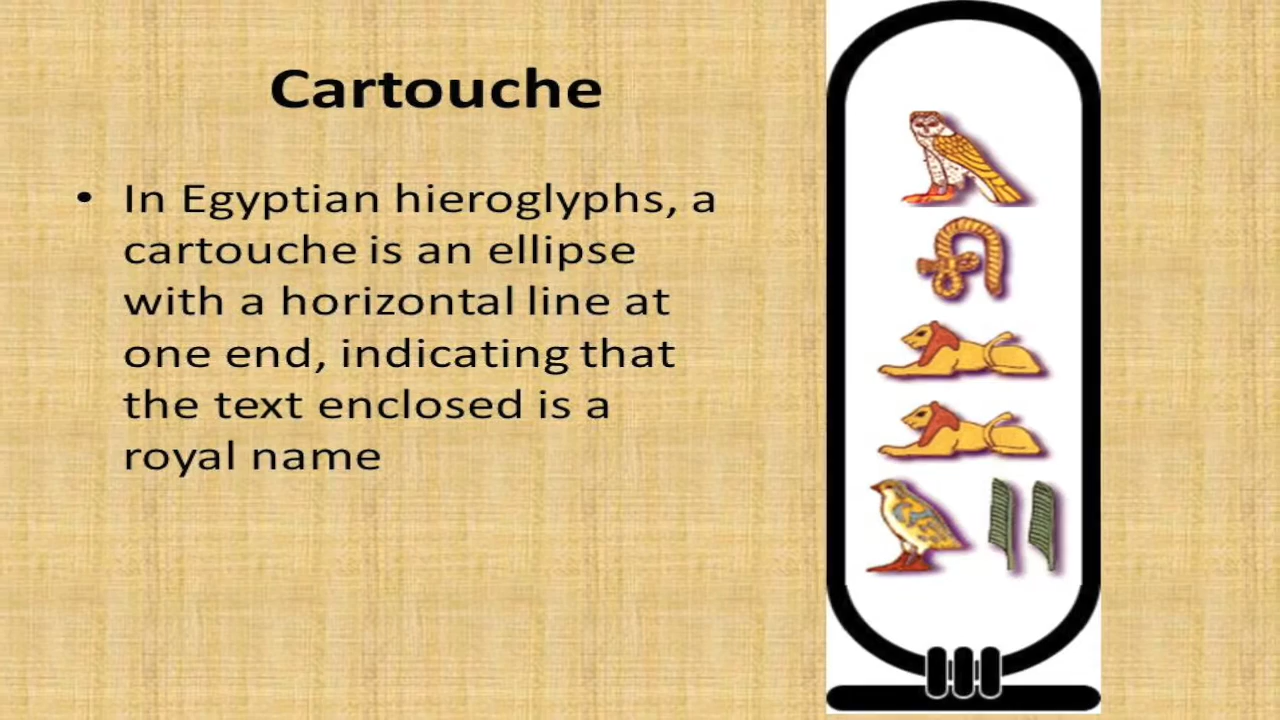 Cartouche
• In Egyptian hieroglyphs, a
cartouche is an ellipse
with a horizontal line at
one end, indicating that
the text enclosed is a
royal name
𓅓
𓍯
𓃭
𓃭
𓅱𓇌